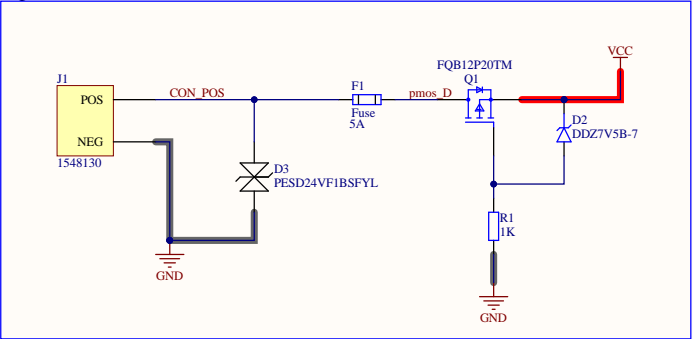 FQB12P20TM
VCC
J1
F1
Q1
POS
CON_POS
pmos_D
Fuse
5A
D2
DDZ7V5B-7
NEG
1548130
D3
PESD24VF1BSFYL
R1
1K
GND
GND